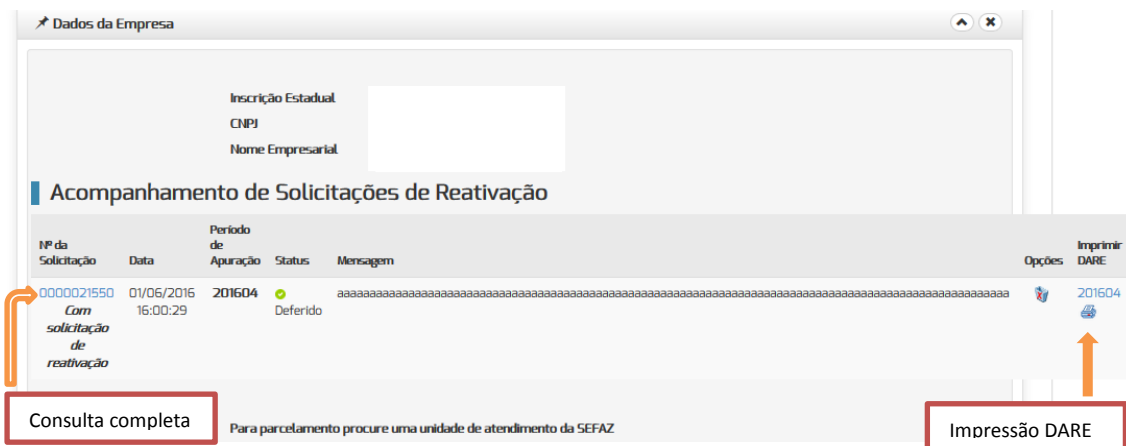 Dados da Empresa
Inscrição Estadual
CNPJ
Nome Empresarial
Acompanhamento de Solicitações de Reativação
Nº da Solicitação Data Período de Apuração Status Mensagem Opções Imprimir DARE
0000021550 01/06/2016 201604 Deferido 201604
16:00:29
Com
solicitação
de
reativação
Consulta completa
Impressão DARE
Para parcelamento procure uma unidade de atendimento da SEFAZ